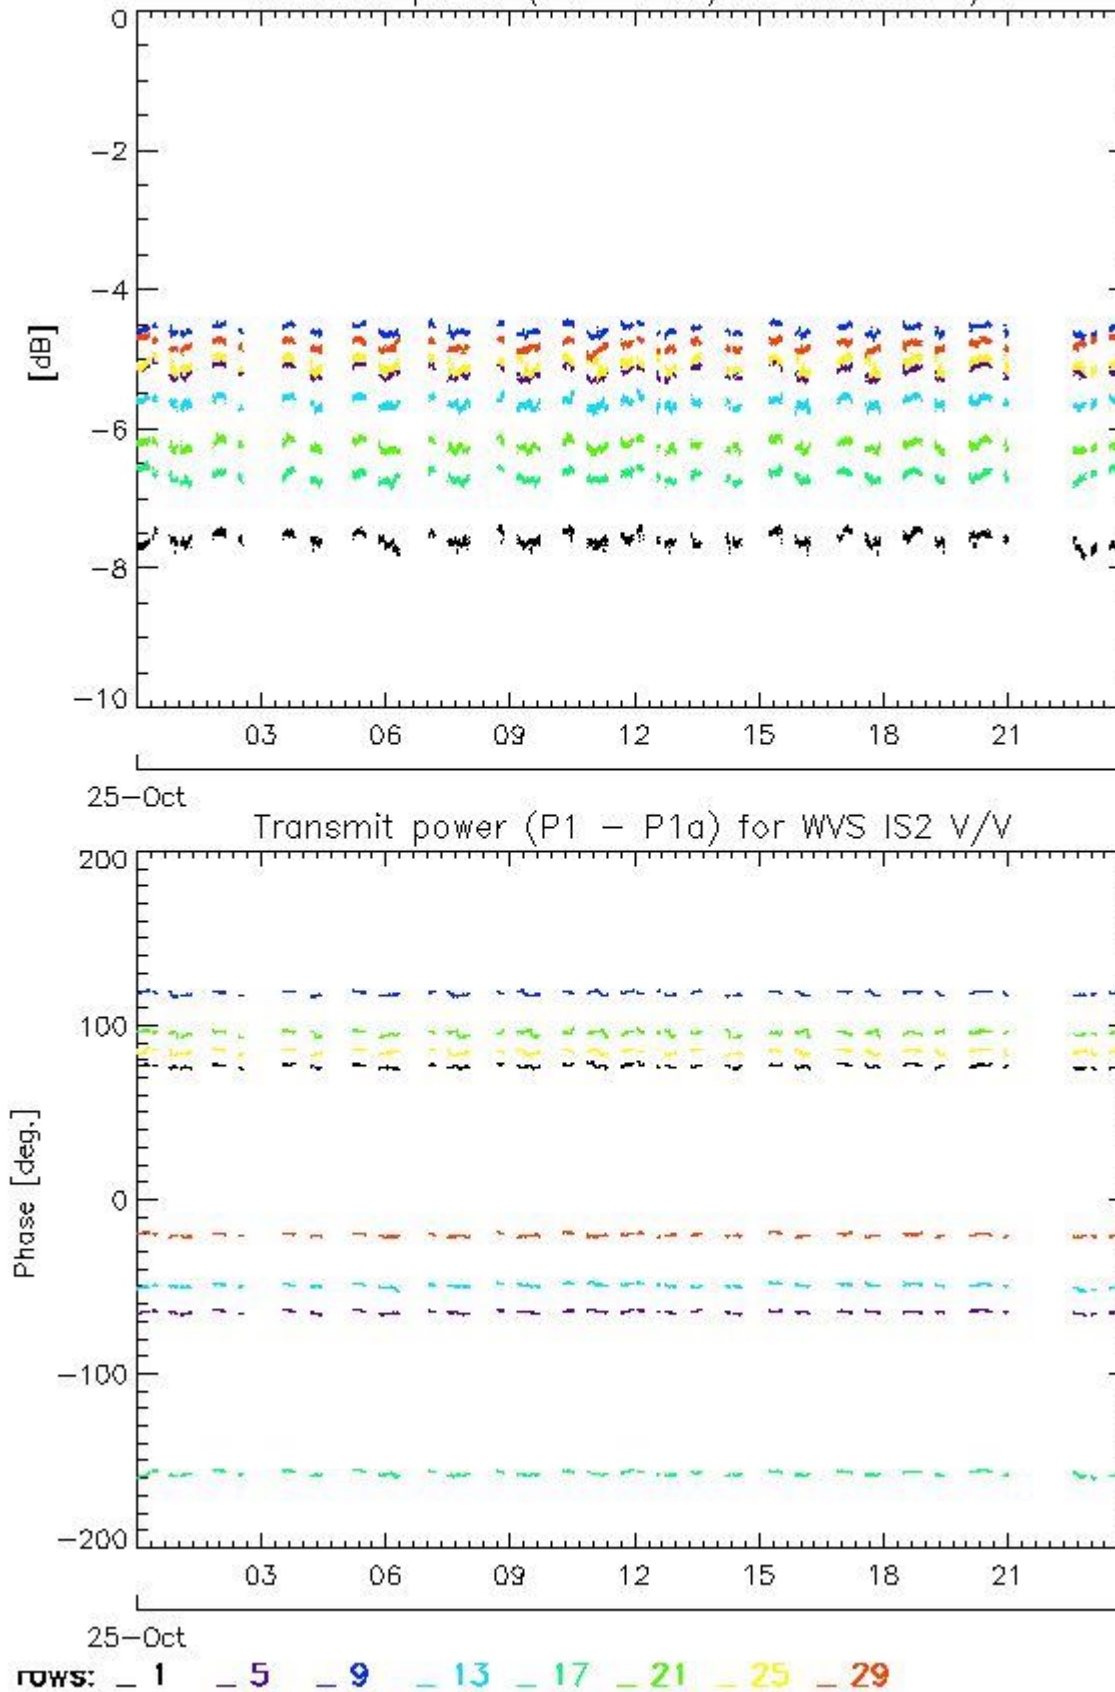 0
-2
-4
[dB]
-6
-8
-10
03 06 09 12 15 18 21
25-Oct
Transmit power (P1 - P1a) for WVS IS2 V/V
200
100
0
Phase [deg.]
-100
-200
03 06 09 12 15 18 21
25-Oct
rows: _ 1 _ 5 _ 9 _ 13 _ 17 _ 21 _ 25 _ 29